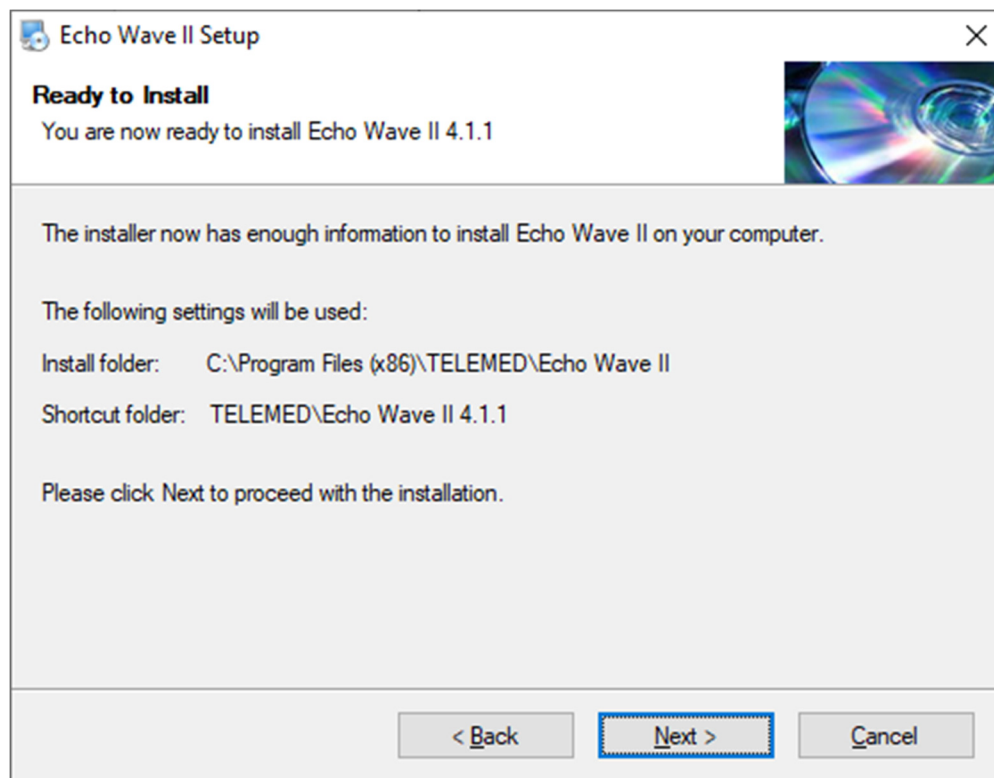 Echo Wave II Setup
Ready to Install
You are now ready to install Echo Wave II 4.1.1
The installer now has enough information to install Echo Wave II on your computer.
The following settings will be used:
Install folder: C:\Program Files (x86)\TELEMED\Echo Wave II
Shortcut folder: TELEMED\Echo Wave II 4.1.1
Please click Next to proceed with the installation.
< Back Next > Cancel